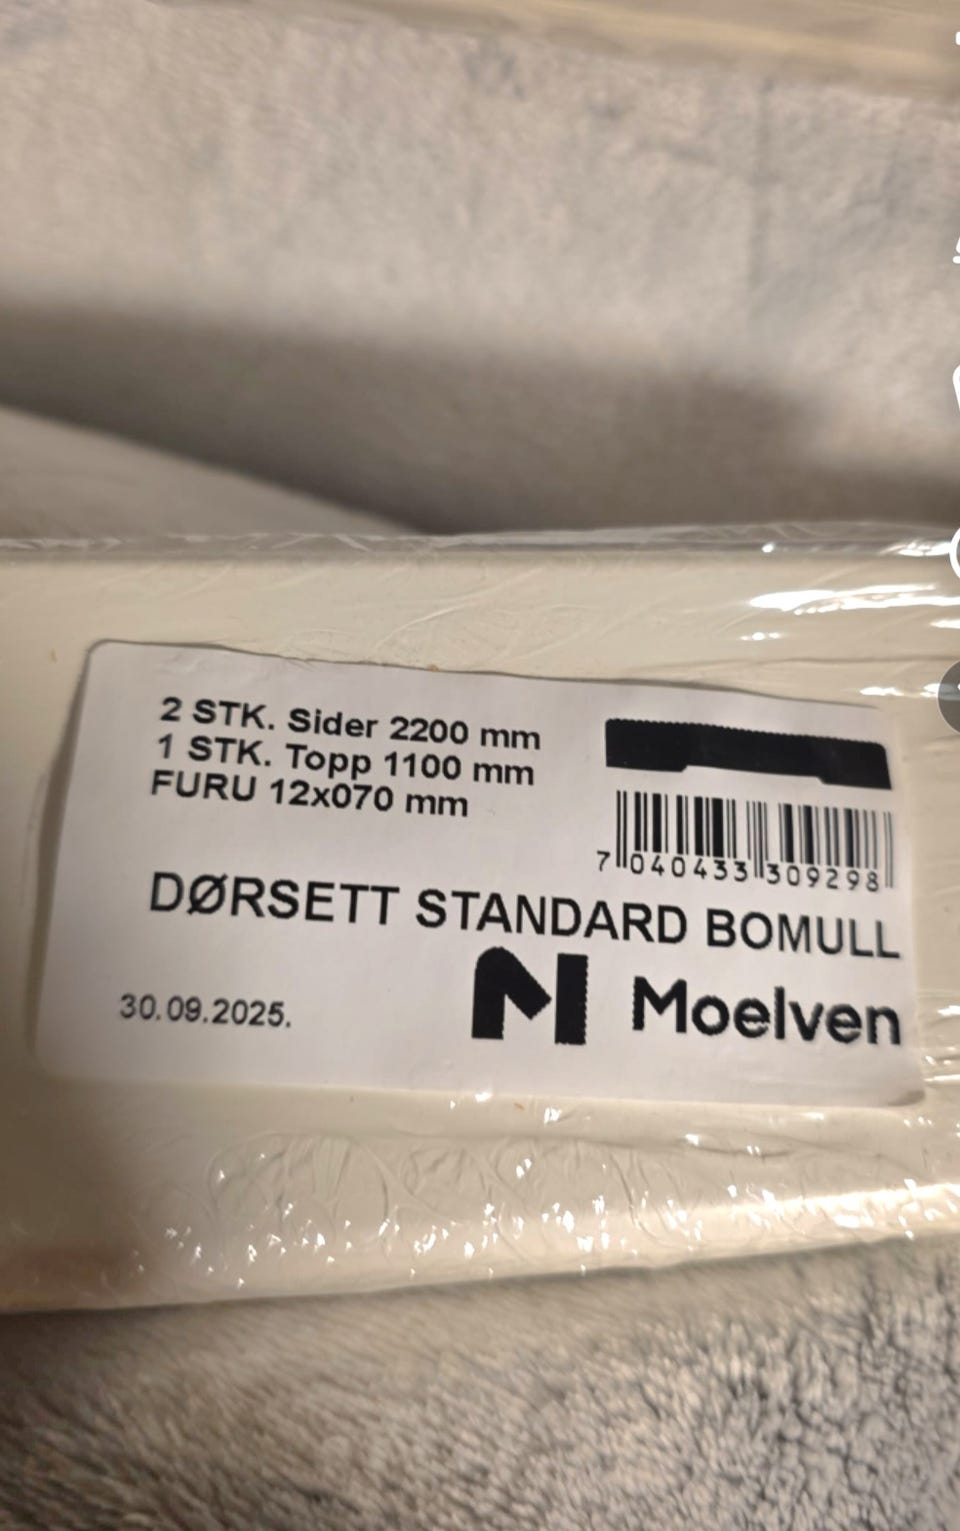 2 STK. Sider 2200 mm
1 STK. Topp 1100 mm
FURU 12x070 mm
7 040433 309298
DØRSETT STANDARD BOMULL
30.09.2025.
Moelven